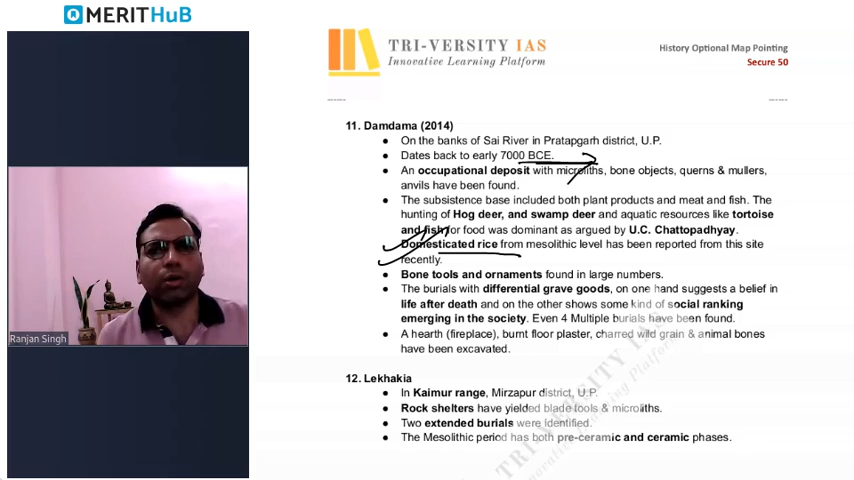 MERITHUB
TRI-VERSITY IAS
Innovative Learning Platform
History Optional Map Pointing
Secure 50
11. Damdama (2014)
● On the banks of Sai River in Pratapgarh district, U.P.
● Dates back to early 7000 BCE.
● An occupational deposit with microliths, bone objects, querns & mullers,
anvils have been found.
● The subsistence base included both plant products and meat and fish. The
hunting of Hog deer, and swamp deer and aquatic resources like tortoise
and fish for food was dominant as argued by U.C. Chattopadhyay.
● Domesticated rice from mesolithic level has been reported from this site
recently.
● Bone tools and ornaments found in large numbers.
● The burials with differential grave goods, on one hand suggests a belief in
life after death and on the other shows some kind of social ranking
emerging in the society. Even 4 Multiple burials have been found.
● A hearth (fireplace), burnt floor plaster, charred wild grain & animal bones
have been excavated.
12. Lekhakia
● In Kaimur range, Mirzapur district, U.P.
● Rock shelters have yielded blade tools & microliths.
● Two extended burials were identified.
● The Mesolithic period has both pre-ceramic and ceramic phases.
Ranjan Singh
TRI-VERSITY IAS
Innovative Learning Platform